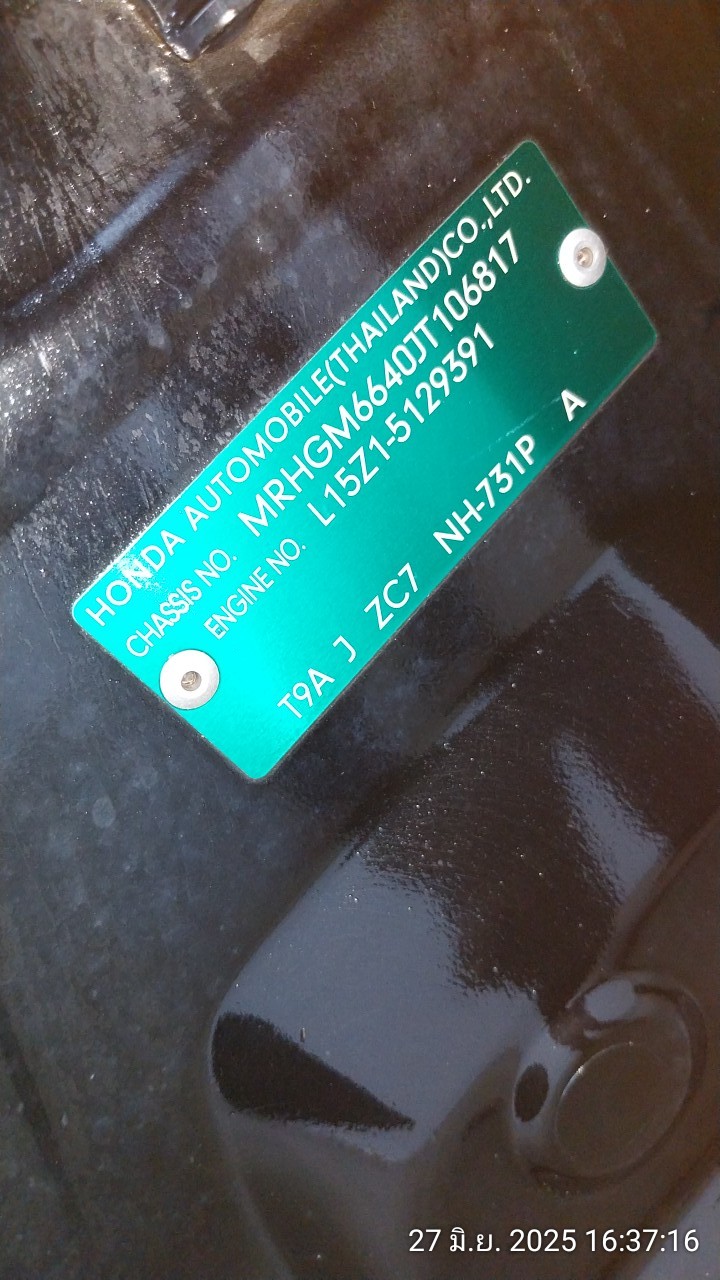 HONDA AUTOMOBILE(THAILAND)CO.,LTD.
CHASSIS NO. MRHGM6640JT106817
ENGINE NO. L15Z1-5129391
T9A J ZC7 NH-731P A
27 มิ.ย. 2025 16:37:16